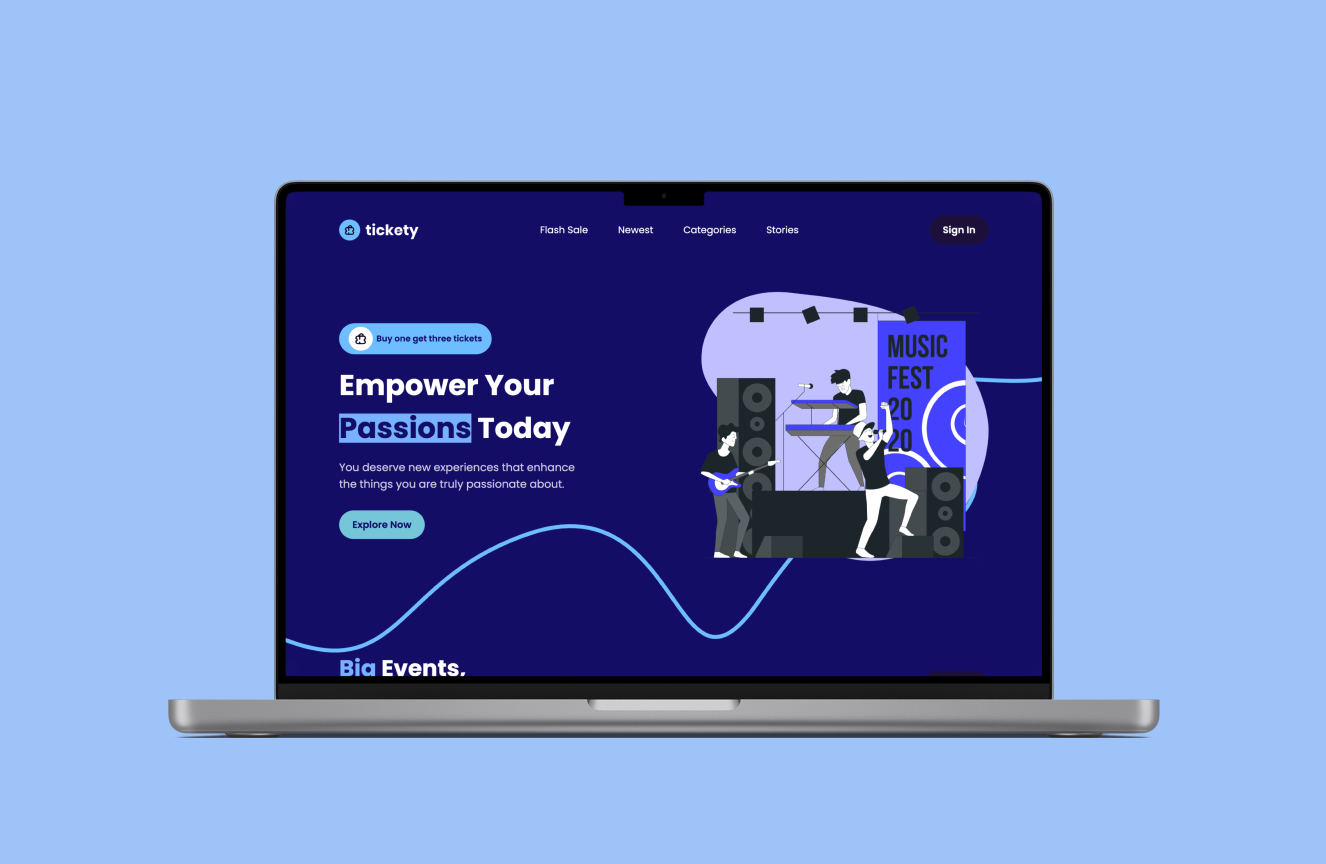 tickety
Flash Sale
Newest
Categories
Stories
Sign In
Buy one get three tickets
Empower Your
Passions Today
You deserve new experiences that enhance
the things you are truly passionate about.
Explore Now
MUSIC
FEST
20
20
Big Events,